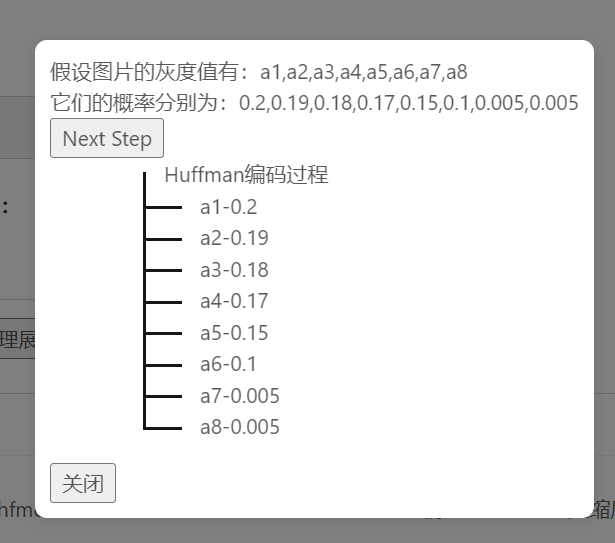 假设图片的灰度值有：a1,a2,a3,a4,a5,a6,a7,a8
它们的概率分别为：0.2,0.19,0.18,0.17,0.15,0.1,0.005,0.005
Next Step
Huffman编码过程
：
a1-0.2
a2-0.19
a3-0.18
a4-0.17
a5-0.15
理展
a6-0.1
a7-0.005
a8-0.005
关闭